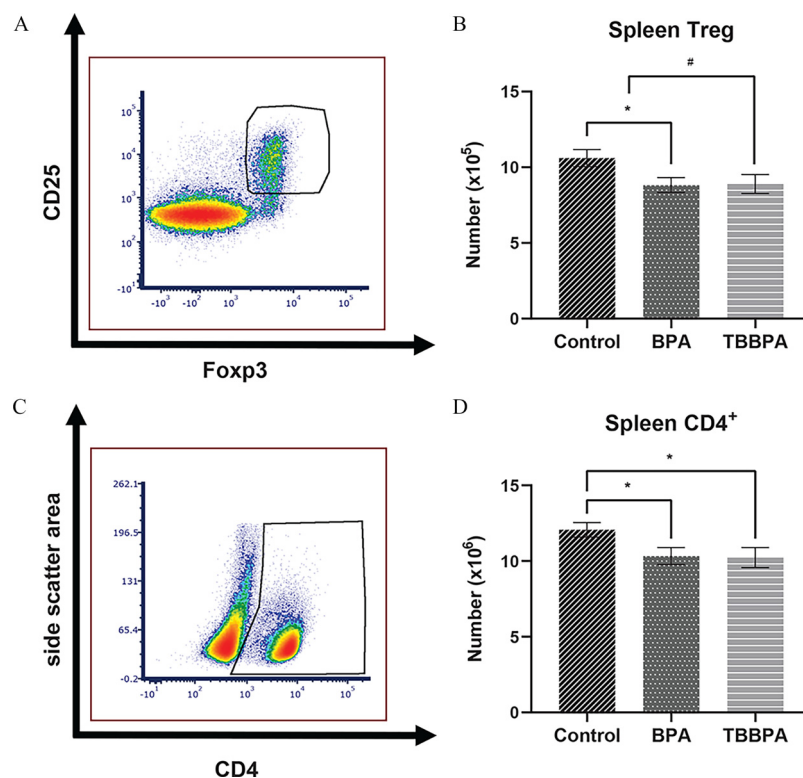 A
CD25
10⁵
10⁴
10³
10²
-10¹
-10³
-10²
10³
10⁴
10⁵
Foxp3
B
Spleen Treg
#
*
Number (x10⁵)
15
10
5
0
Control
BPA
TBBPA
C
side scatter area
262.1
196.5
131
65.4
-0.2
-10¹
10²
10³
10⁴
10⁵
CD4
D
Spleen CD4⁺
*
*
Number (x10⁶)
15
10
5
0
Control
BPA
TBBPA